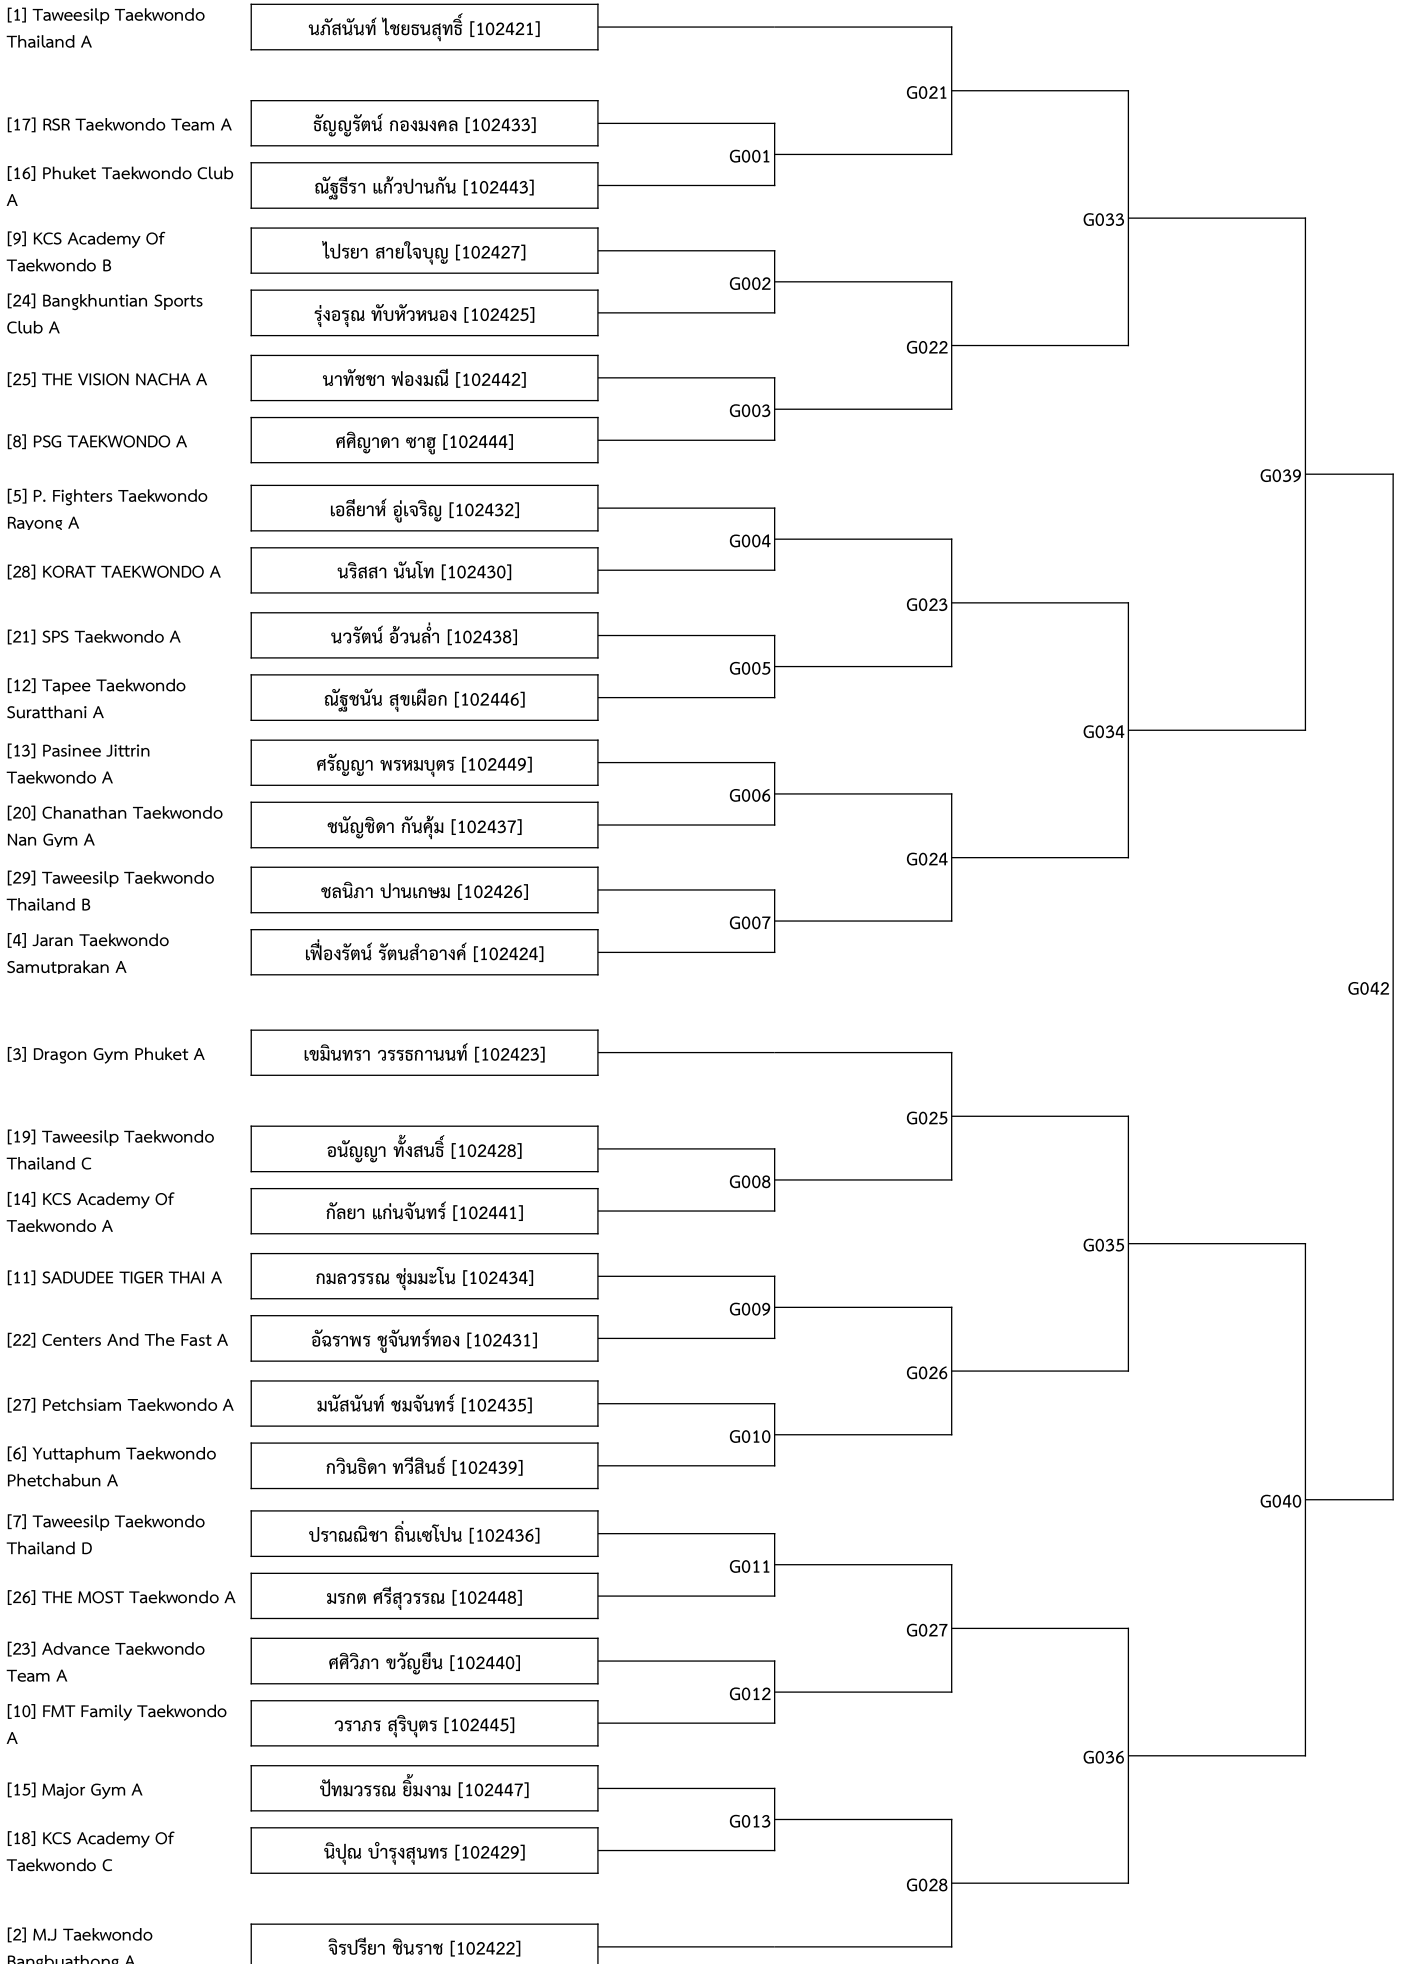 [1] Taweesilp Taekwondo
Thailand A
นภัสนันท์ ไชยธนสุทธิ์ [102421]
G021
[17] RSR Taekwondo Team A
ธัญญรัตน์ กองมงคล [102433]
G001
[16] Phuket Taekwondo Club
A
ณัฐธีรา แก้วปานกัน [102443]
G033
[9] KCS Academy Of
Taekwondo B
ไปรยา สายใจบุญ [102427]
G002
[24] Bangkhuntian Sports
Club A
รุ่งอรุณ ทับหัวหนอง [102425]
G022
[25] THE VISION NACHA A
นาทัชชา ฟองมณี [102442]
G003
[8] PSG TAEKWONDO A
ศศิญาดา ซาฮู [102444]
G039
[5] P. Fighters Taekwondo
Rayong A
เอลียาห์ อู่เจริญ [102432]
G004
[28] KORAT TAEKWONDO A
นริสสา นันโท [102430]
G023
[21] SPS Taekwondo A
นวรัตน์ อ้วนล่ำ [102438]
G005
[12] Tapee Taekwondo
Suratthani A
ณัฐชนัน สุขเผือก [102446]
G034
[13] Pasinee Jittrin
Taekwondo A
ศรัญญา พรหมบุตร [102449]
G006
[20] Chanathan Taekwondo
Nan Gym A
ชนัญชิดา กันคุ้ม [102437]
G024
[29] Taweesilp Taekwondo
Thailand B
ชลนิภา ปานเกษม [102426]
G007
[4] Jaran Taekwondo
Samutprakan A
เฟื่องรัตน์ รัตนสำอางค์ [102424]
G042
[3] Dragon Gym Phuket A
เขมินทรา วรรธกานนท์ [102423]
G025
[19] Taweesilp Taekwondo
Thailand C
อนัญญา ทั้งสนธิ์ [102428]
G008
[14] KCS Academy Of
Taekwondo A
กัลยา แก่นจันทร์ [102441]
G035
[11] SADUDEE TIGER THAI A
กมลวรรณ ชุ่มมะโน [102434]
G009
[22] Centers And The Fast A
อัฉราพร ชูจันทร์ทอง [102431]
G026
[27] Petchsiam Taekwondo A
มนัสนันท์ ชมจันทร์ [102435]
G010
[6] Yuttaphum Taekwondo
Phetchabun A
กวินธิดา ทวีสินธ์ [102439]
G040
[7] Taweesilp Taekwondo
Thailand D
ปราณณิชา ถิ่นเซโปน [102436]
G011
[26] THE MOST Taekwondo A
มรกต ศรีสุวรรณ [102448]
G027
[23] Advance Taekwondo
Team A
ศศิวิภา ขวัญยืน [102440]
G012
[10] FMT Family Taekwondo
A
วราภร สุริบุตร [102445]
G036
[15] Major Gym A
ปัทมวรรณ ยิ้มงาม [102447]
G013
[18] KCS Academy Of
Taekwondo C
นิปุณ บำรุงสุนทร [102429]
G028
[2] M.J Taekwondo
Bangbuathong A
จิรปรียา ชินราช [102422]